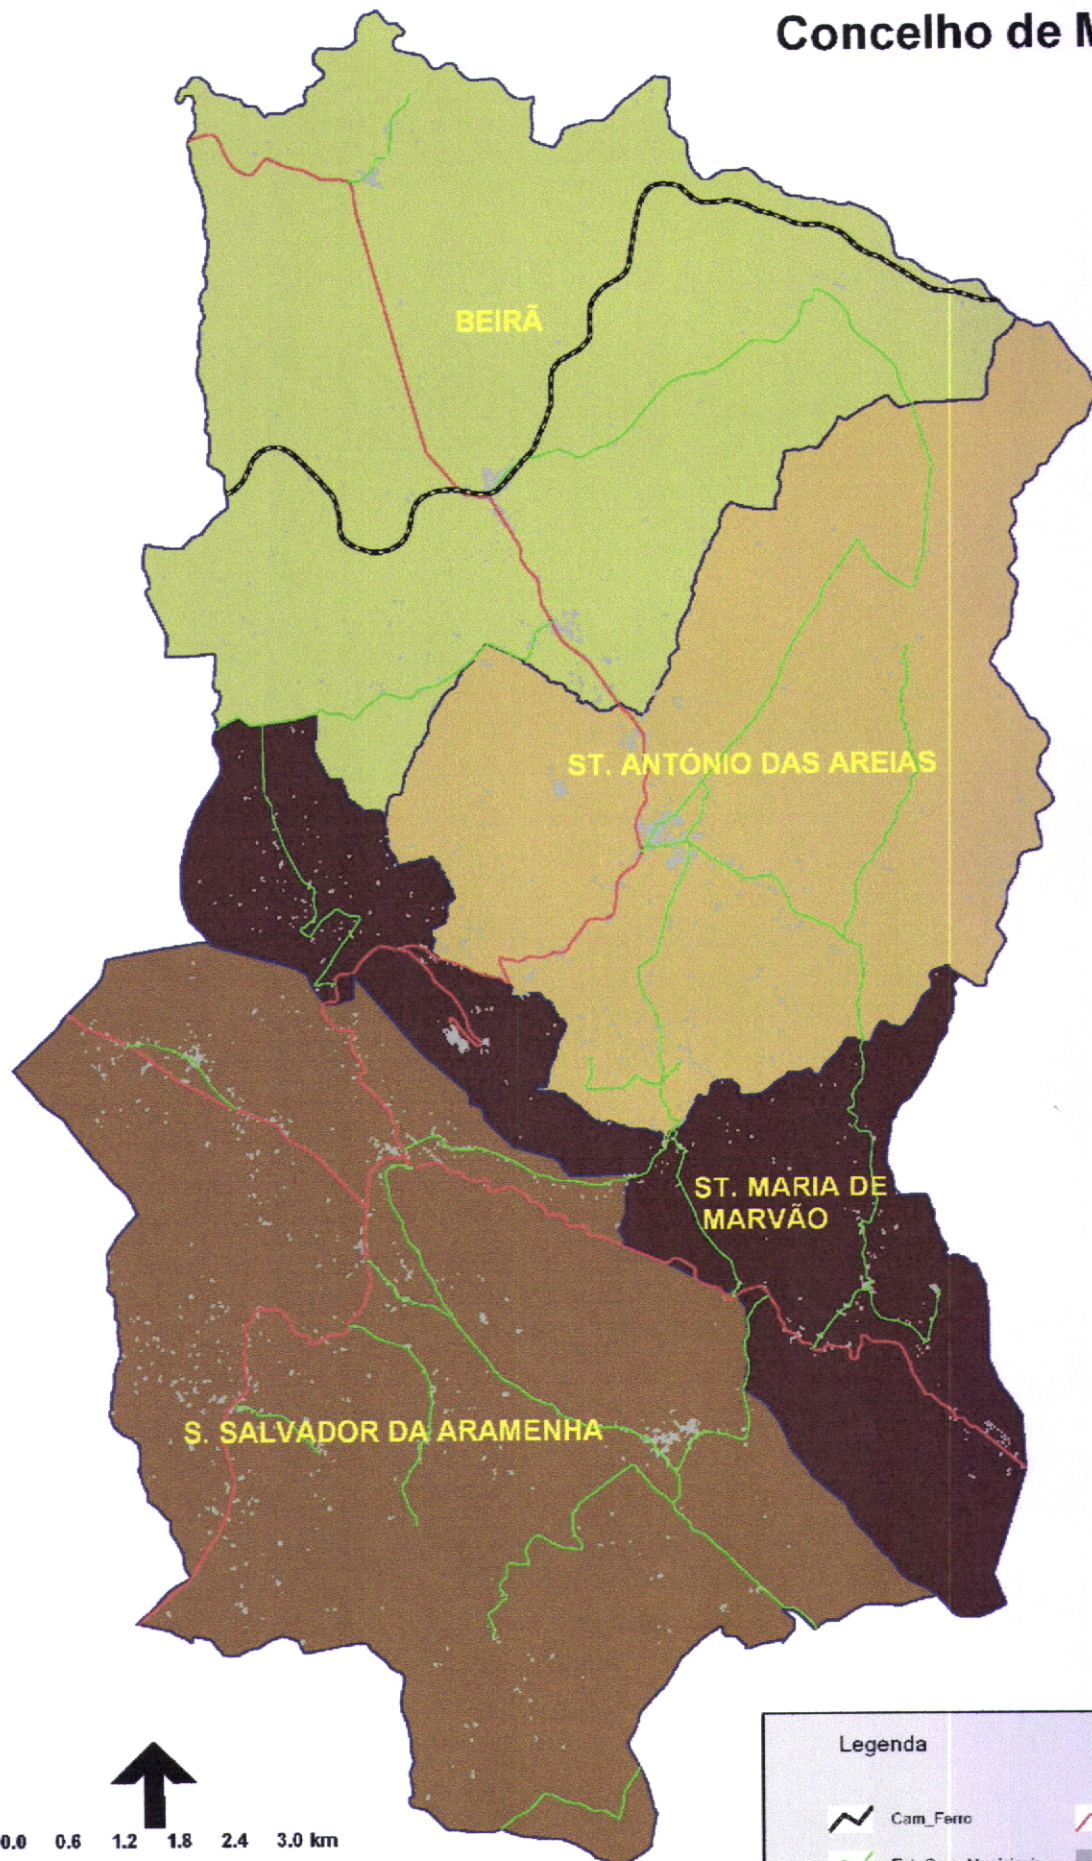 Concelho de M
BEIRÃ
ST. ANTÓNIO DAS AREIAS
ST. MARIA DE
MARVÃO
S. SALVADOR DA ARAMENHA
Legenda
Cam_Ferro
0.0 0.6 1.2 1.8 2.4 3.0 km